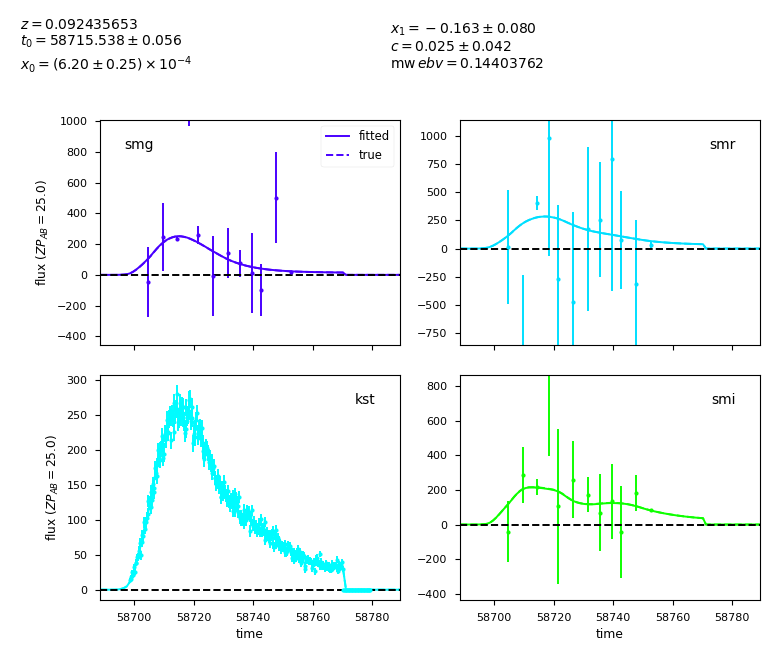 z = 0.092435653
t₀ = 58715.538 ± 0.056
x₀ = (6.20 ± 0.25) × 10⁻⁴
x₁ = −0.163 ± 0.080
c = 0.025 ± 0.042
mw ebv = 0.14403762
smg
fitted
true
1000
800
600
400
200
0
−200
−400
flux (ZP_AB = 25.0)
smr
1000
750
500
250
0
−250
−500
−750
kst
300
250
200
150
100
50
0
flux (ZP_AB = 25.0)
58700 58720 58740 58760 58780
time
smi
800
600
400
200
0
−200
−400
58700 58720 58740 58760 58780
time